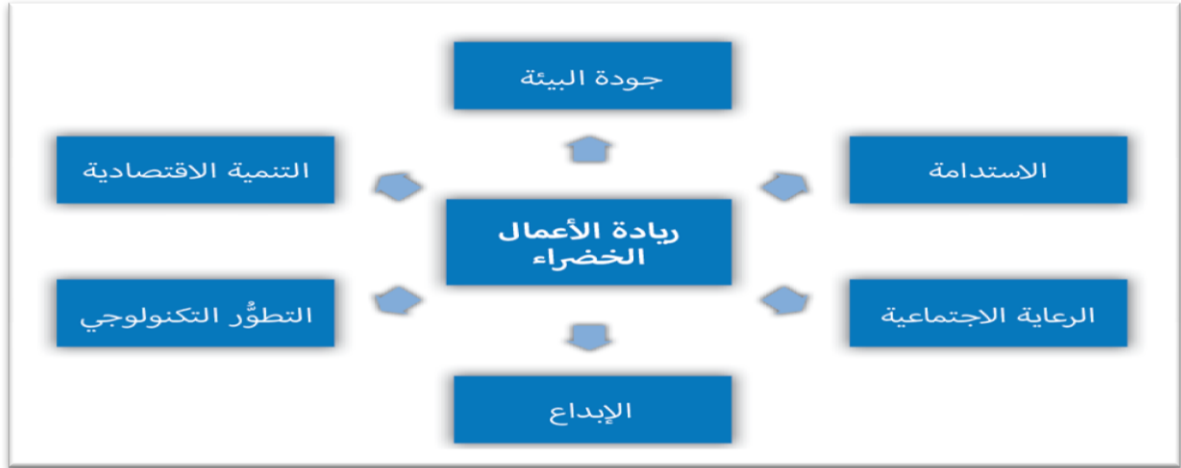 جودة البيئة
الاستدامة
التنمية الاقتصادية
ريادة الأعمال
الخضراء
الرعاية الاجتماعية
التطوُّر التكنولوجي
الإبداع